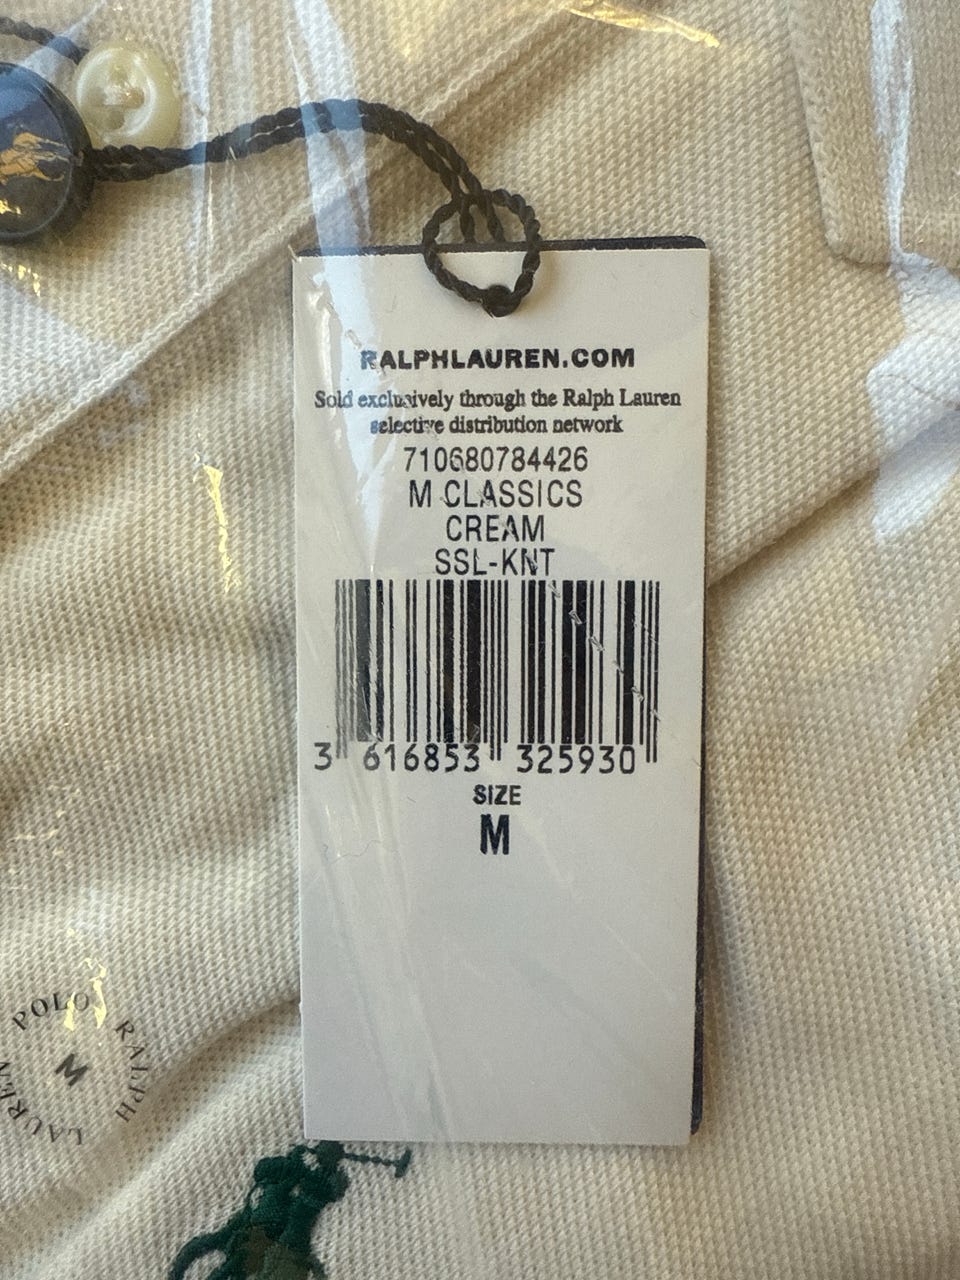 RALPHLAUREN.COM
Sold exclusively through the Ralph Lauren
selective distribution network
710680784426
M CLASSICS
CREAM
SSL-KNT
3 616853 325930
SIZE
M
POLO RALPH LAUREN
M